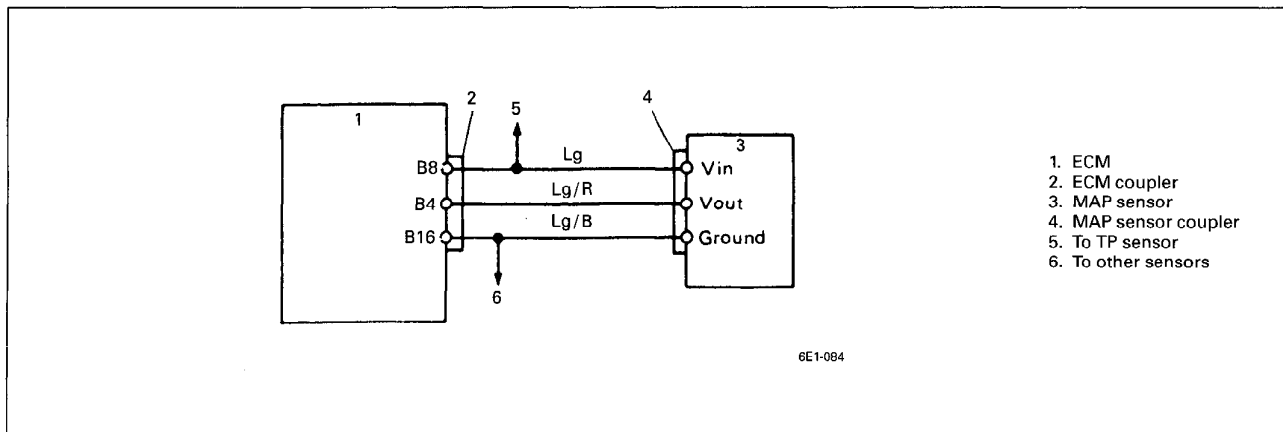 2
4
5
1
3
B8
Lg
Vin
B4
Lg/R
Vout
B16
Lg/B
Ground
6
6E1-084
1. ECM
2. ECM coupler
3. MAP sensor
4. MAP sensor coupler
5. To TP sensor
6. To other sensors